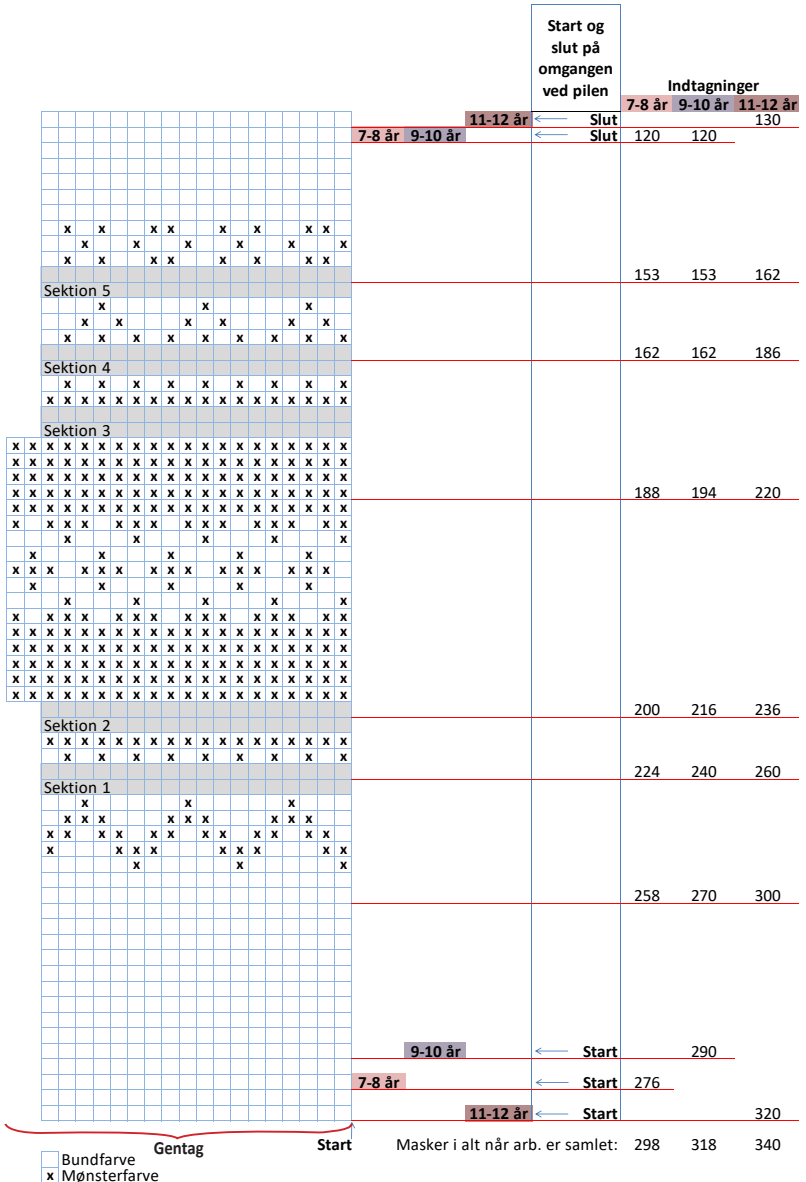 Start og
slut på
omgangen
ved pilen
Indtagninger
7-8 år 9-10 år 11-12 år
11-12 år Slut 130
7-8 år 9-10 år Slut 120 120
153 153 162
Sektion 5
162 162 186
Sektion 4
Sektion 3
188 194 220
200 216 236
Sektion 2
224 240 260
Sektion 1
258 270 300
9-10 år Start 290
7-8 år Start 276
11-12 år Start 320
Gentag Start Masker i alt når arb. er samlet: 298 318 340
Bundfarve
x Mønsterfarve